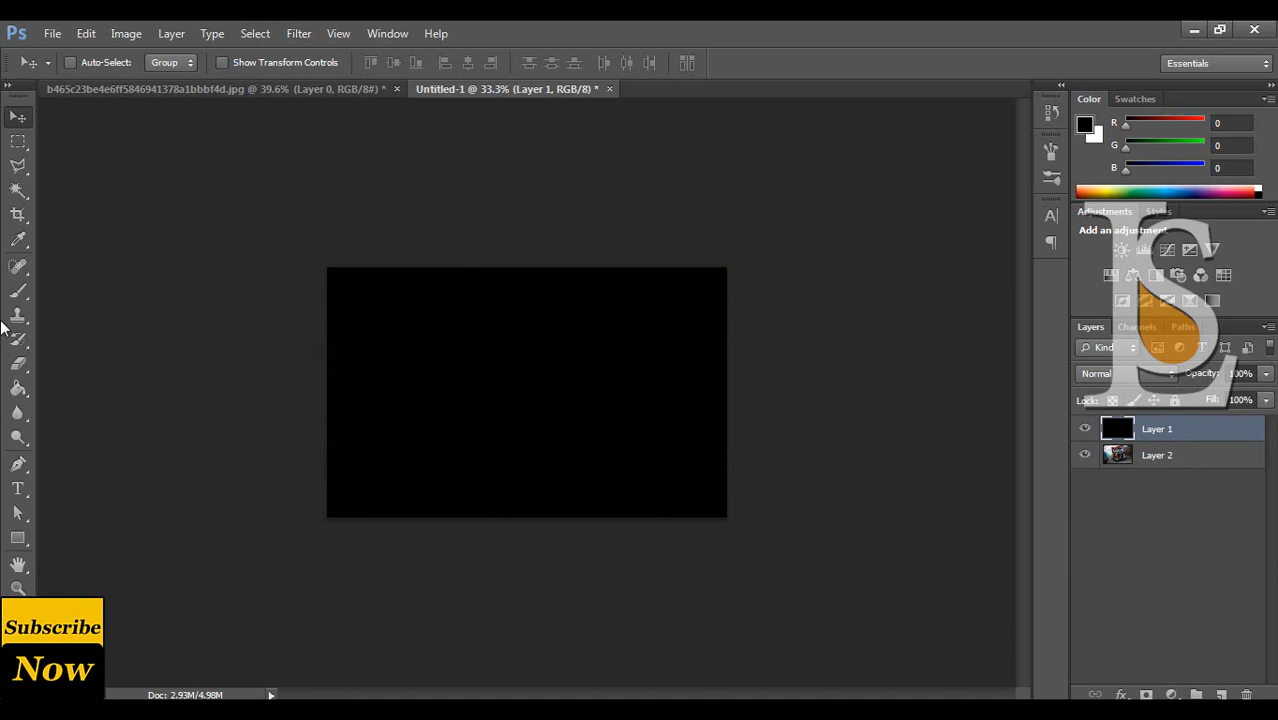 Ps File Edit Image Layer Type Select Filter View Window Help
Auto-Select: Group Show Transform Controls Essentials
b465c23be4e6ff5846941378a1bbbf4d.jpg @ 39.6% (Layer 0, RGB/8#) * Untitled-1 @ 33.3% (Layer 1, RGB/8) *
Color Swatches
R 0
G 0
B 0
Adjustments Styles
Add an adjustment
Layers Channels Paths
Kind
Normal Opacity: 100%
Lock: Fill: 100%
Layer 1
Layer 2
Subscribe
Now
Doc: 2.93M/4.98M